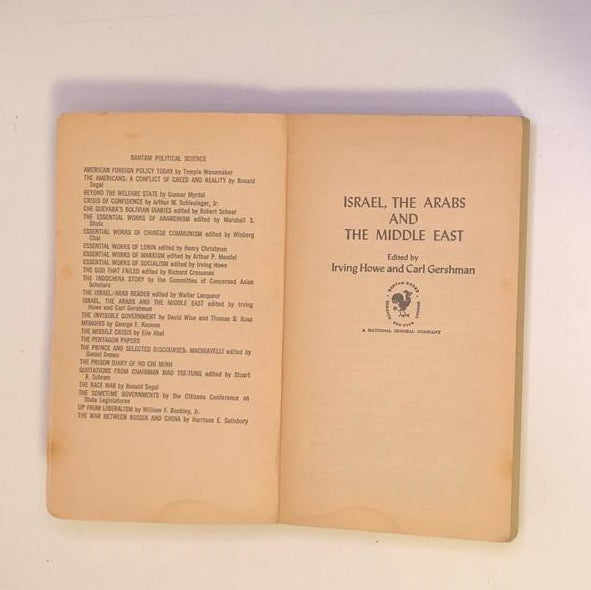 BANTAM POLITICAL SCIENCE
AMERICAN FOREIGN POLICY TODAY by Temple Wanamaker
THE AMERICANS: A CONFLICT OF CREED AND REALITY by Ronald
Segal
BEYOND THE WELFARE STATE by Gunnar Myrdal
CRISIS OF CONFIDENCE by Arthur M. Schlesinger, Jr.
CHE GUEVARA'S BOLIVIAN DIARIES edited by Robert Scheer
THE ESSENTIAL WORKS OF ANARCHISM edited by Marshall S.
Shatz
ESSENTIAL WORKS OF CHINESE COMMUNISM edited by Winberg
Chai
ESSENTIAL WORKS OF LENIN edited by Henry Christman
ESSENTIAL WORKS OF MARXISM edited by Arthur P. Mendel
ESSENTIAL WORKS OF SOCIALISM edited by Irving Howe
THE GOD THAT FAILED edited by Richard Crossman
THE INDOCHINA STORY by the Committee of Concerned Asian
Scholars
THE ISRAEL/ARAB READER edited by Walter Laqueur
ISRAEL, THE ARABS AND THE MIDDLE EAST edited by Irving
Howe and Carl Gershman
THE INVISIBLE GOVERNMENT by David Wise and Thomas B. Ross
MEMOIRS by George F. Kennan
THE MISSILE CRISIS by Elie Abel
THE PENTAGON PAPERS
THE PRINCE AND SELECTED DISCOURSES: MACHIAVELLI edited by
Daniel Donno
THE PRISON DIARY OF HO CHI MINH
QUOTATIONS FROM CHAIRMAN MAO TSE-TUNG edited by Stuart
R. Schram
THE RACE WAR by Ronald Segal
THE SOMETIME GOVERNMENTS by the Citizens Conference on
State Legislatures
UP FROM LIBERALISM by William F. Buckley, Jr.
THE WAR BETWEEN RUSSIA AND CHINA by Harrison E. Salisbury
ISRAEL, THE ARABS
AND
THE MIDDLE EAST
Edited by
Irving Howe and Carl Gershman
BANTAM BOOKS
NEW YORK
A NATIONAL GENERAL COMPANY